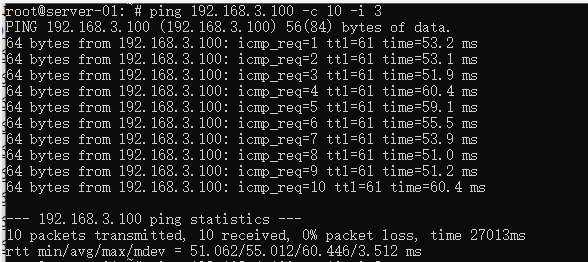 root@server-01:~# ping 192.168.3.100 -c 10 -i 3
PING 192.168.3.100 (192.168.3.100) 56(84) bytes of data.
64 bytes from 192.168.3.100: icmp_req=1 ttl=61 time=53.2 ms
64 bytes from 192.168.3.100: icmp_req=2 ttl=61 time=53.1 ms
64 bytes from 192.168.3.100: icmp_req=3 ttl=61 time=51.9 ms
64 bytes from 192.168.3.100: icmp_req=4 ttl=61 time=60.4 ms
64 bytes from 192.168.3.100: icmp_req=5 ttl=61 time=59.1 ms
64 bytes from 192.168.3.100: icmp_req=6 ttl=61 time=55.5 ms
64 bytes from 192.168.3.100: icmp_req=7 ttl=61 time=53.9 ms
64 bytes from 192.168.3.100: icmp_req=8 ttl=61 time=51.0 ms
64 bytes from 192.168.3.100: icmp_req=9 ttl=61 time=51.2 ms
64 bytes from 192.168.3.100: icmp_req=10 ttl=61 time=60.4 ms
--- 192.168.3.100 ping statistics ---
10 packets transmitted, 10 received, 0% packet loss, time 27013ms
rtt min/avg/max/mdev = 51.062/55.012/60.446/3.512 ms